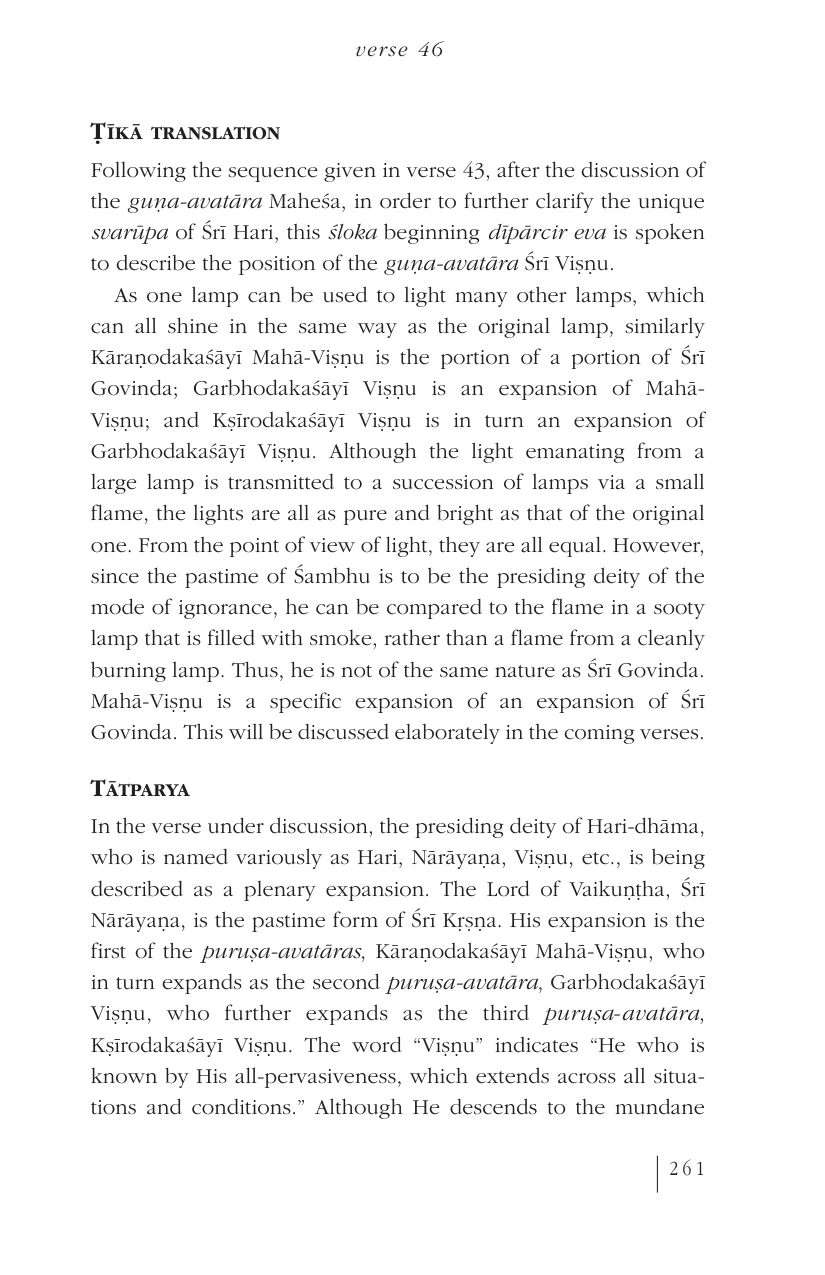 verse 46
Ṭīkā translation
Following the sequence given in verse 43, after the discussion of
the guṇa-avatāra Maheśa, in order to further clarify the unique
svarūpa of Śrī Hari, this śloka beginning dīpārcir eva is spoken
to describe the position of the guṇa-avatāra Śrī Viṣṇu.
As one lamp can be used to light many other lamps, which
can all shine in the same way as the original lamp, similarly
Kāraṇodakaśāyī Mahā-Viṣṇu is the portion of a portion of Śrī
Govinda; Garbhodakaśāyī Viṣṇu is an expansion of Mahā-
Viṣṇu; and Kṣīrodakaśāyī Viṣṇu is in turn an expansion of
Garbhodakaśāyī Viṣṇu. Although the light emanating from a
large lamp is transmitted to a succession of lamps via a small
flame, the lights are all as pure and bright as that of the original
one. From the point of view of light, they are all equal. However,
since the pastime of Śambhu is to be the presiding deity of the
mode of ignorance, he can be compared to the flame in a sooty
lamp that is filled with smoke, rather than a flame from a cleanly
burning lamp. Thus, he is not of the same nature as Śrī Govinda.
Mahā-Viṣṇu is a specific expansion of an expansion of Śrī
Govinda. This will be discussed elaborately in the coming verses.
Tātparya
In the verse under discussion, the presiding deity of Hari-dhāma,
who is named variously as Hari, Nārāyaṇa, Viṣṇu, etc., is being
described as a plenary expansion. The Lord of Vaikuṇṭha, Śrī
Nārāyaṇa, is the pastime form of Śrī Kṛṣṇa. His expansion is the
first of the puruṣa-avatāras, Kāraṇodakaśāyī Mahā-Viṣṇu, who
in turn expands as the second puruṣa-avatāra, Garbhodakaśāyī
Viṣṇu, who further expands as the third puruṣa-avatāra,
Kṣīrodakaśāyī Viṣṇu. The word “Viṣṇu” indicates “He who is
known by His all-pervasiveness, which extends across all situa-
tions and conditions.” Although He descends to the mundane
261